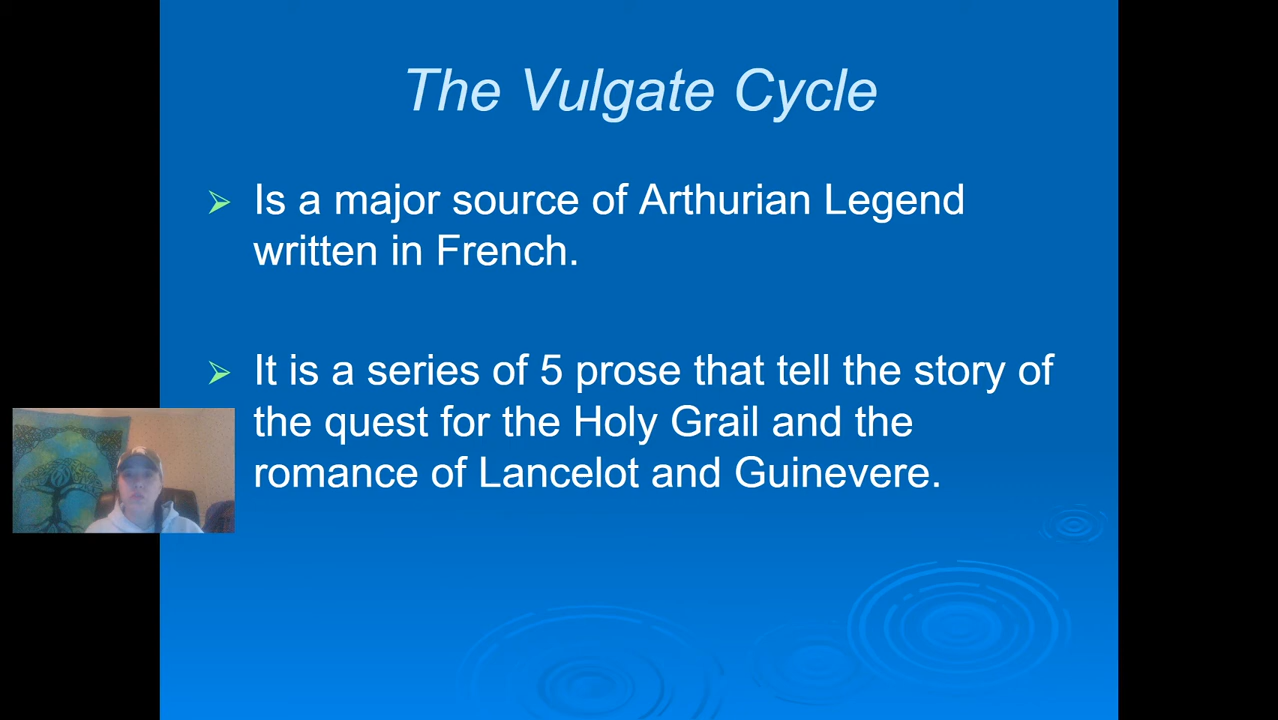 The Vulgate Cycle
Is a major source of Arthurian Legend
written in French.
It is a series of 5 prose that tell the story of
the quest for the Holy Grail and the
romance of Lancelot and Guinevere.